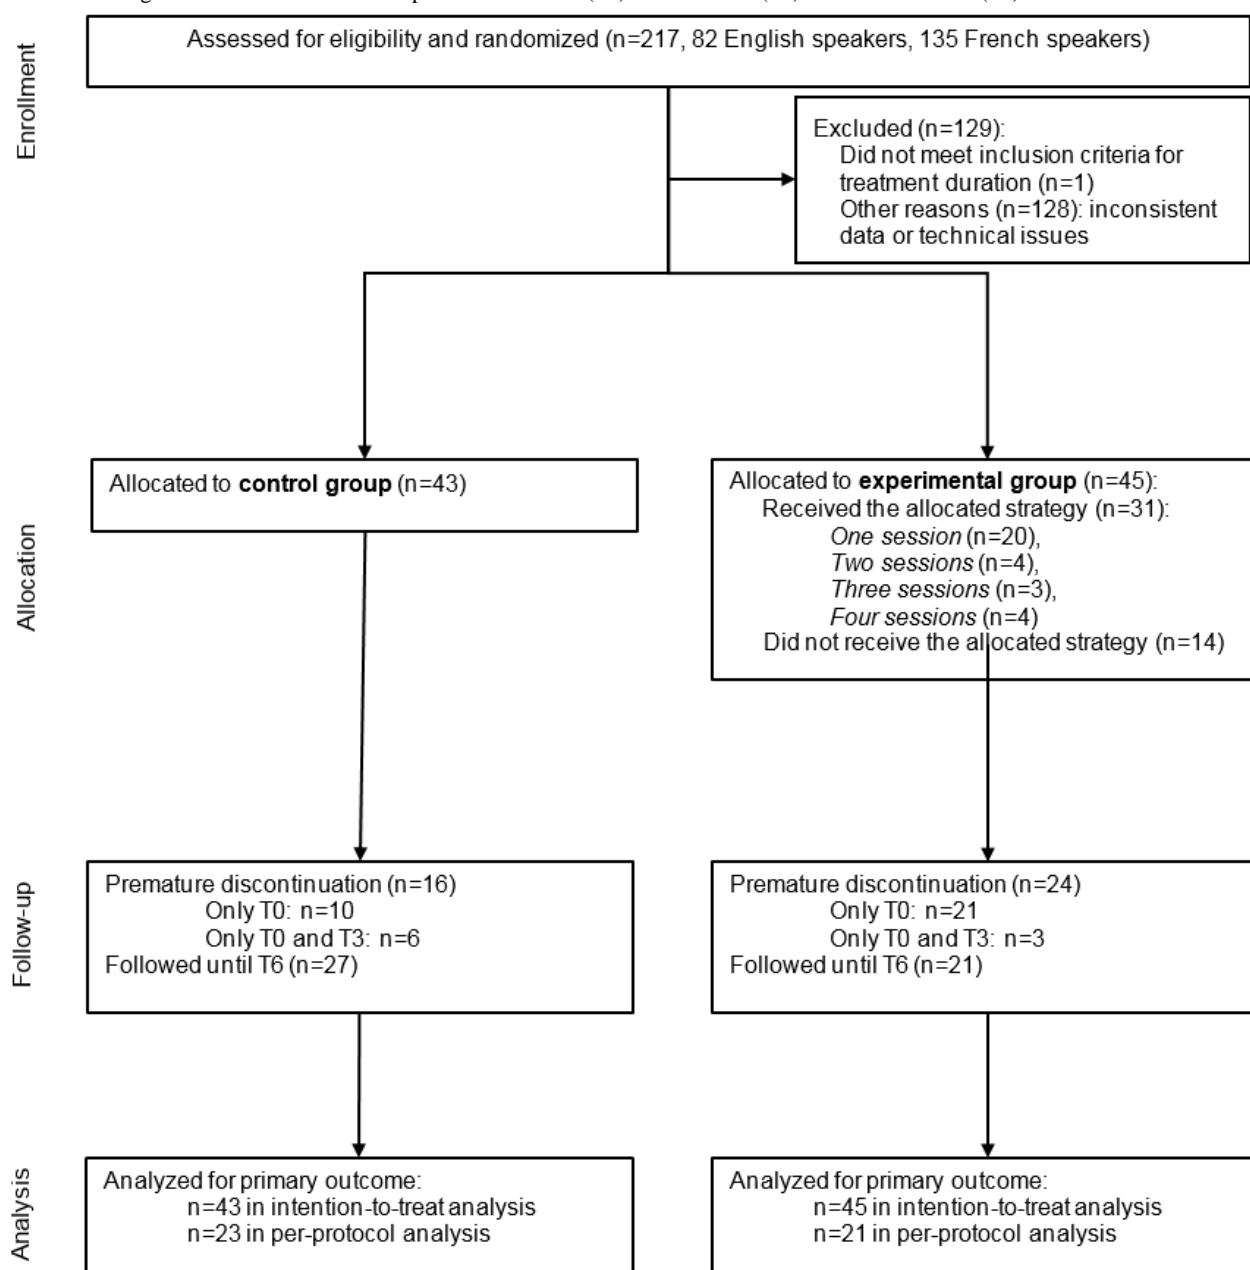 Enrollment
Assessed for eligibility and randomized (n=217, 82 English speakers, 135 French speakers)
Excluded (n=129):
Did not meet inclusion criteria for
treatment duration (n=1)
Other reasons (n=128): inconsistent
data or technical issues
Allocation
Allocated to control group (n=43)
Allocated to experimental group (n=45):
Received the allocated strategy (n=31):
One session (n=20),
Two sessions (n=4),
Three sessions (n=3),
Four sessions (n=4)
Did not receive the allocated strategy (n=14)
Follow-up
Premature discontinuation (n=16)
Only T0: n=10
Only T0 and T3: n=6
Followed until T6 (n=27)
Premature discontinuation (n=24)
Only T0: n=21
Only T0 and T3: n=3
Followed until T6 (n=21)
Analysis
Analyzed for primary outcome:
n=43 in intention-to-treat analysis
n=23 in per-protocol analysis
Analyzed for primary outcome:
n=45 in intention-to-treat analysis
n=21 in per-protocol analysis